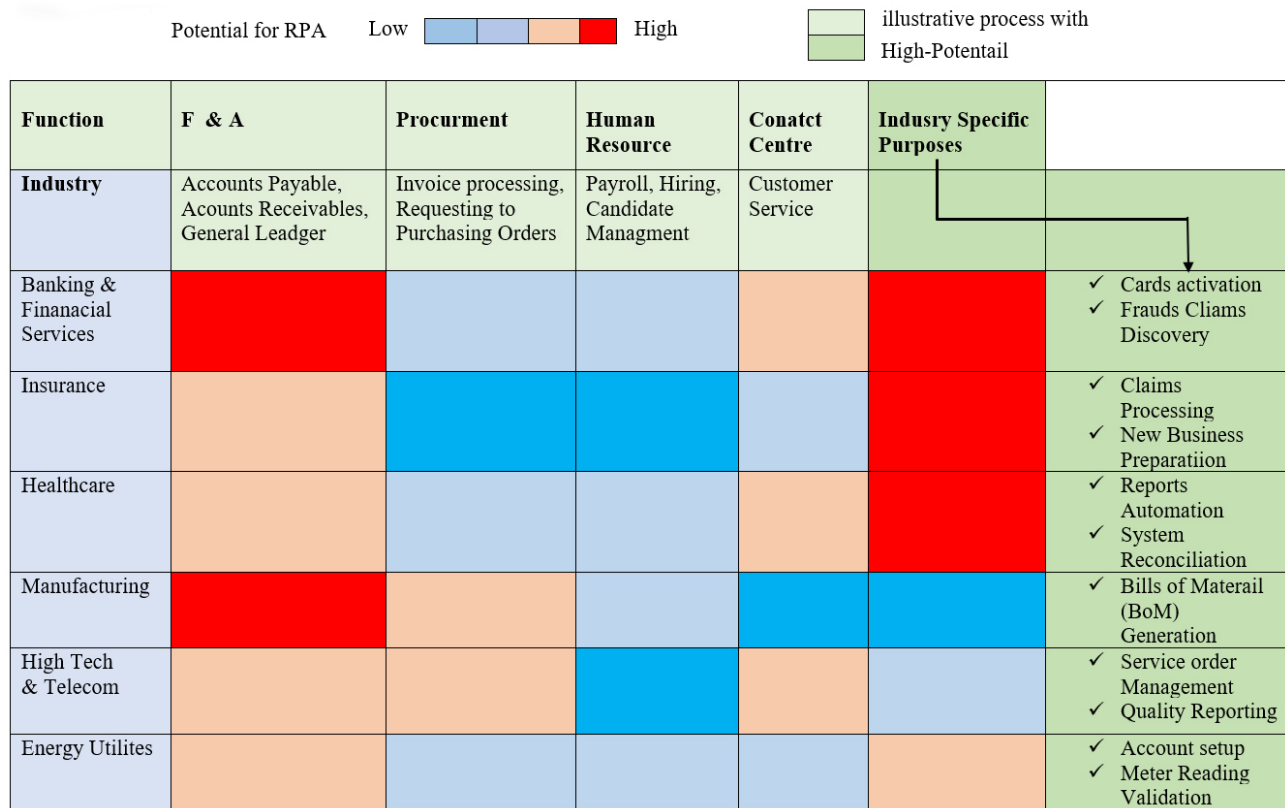 Potential for RPA
Low
High
illustrative process with
High-Potentail
Function
F & A
Procurment
Human
Resource
Conatct
Centre
Indusry Specific
Purposes
Industry
Accounts Payable,
Acounts Receivables,
General Leadger
Invoice processing,
Requesting to
Purchasing Orders
Payroll, Hiring,
Candidate
Managment
Customer
Service
Banking &
Finanacial
Services
✓ Cards activation
✓ Frauds Cliams
Discovery
Insurance
✓ Claims
Processing
✓ New Business
Preparatiion
Healthcare
✓ Reports
Automation
✓ System
Reconciliation
Manufacturing
✓ Bills of Materail
(BoM)
Generation
High Tech
& Telecom
✓ Service order
Management
✓ Quality Reporting
Energy Utilites
✓ Account setup
✓ Meter Reading
Validation